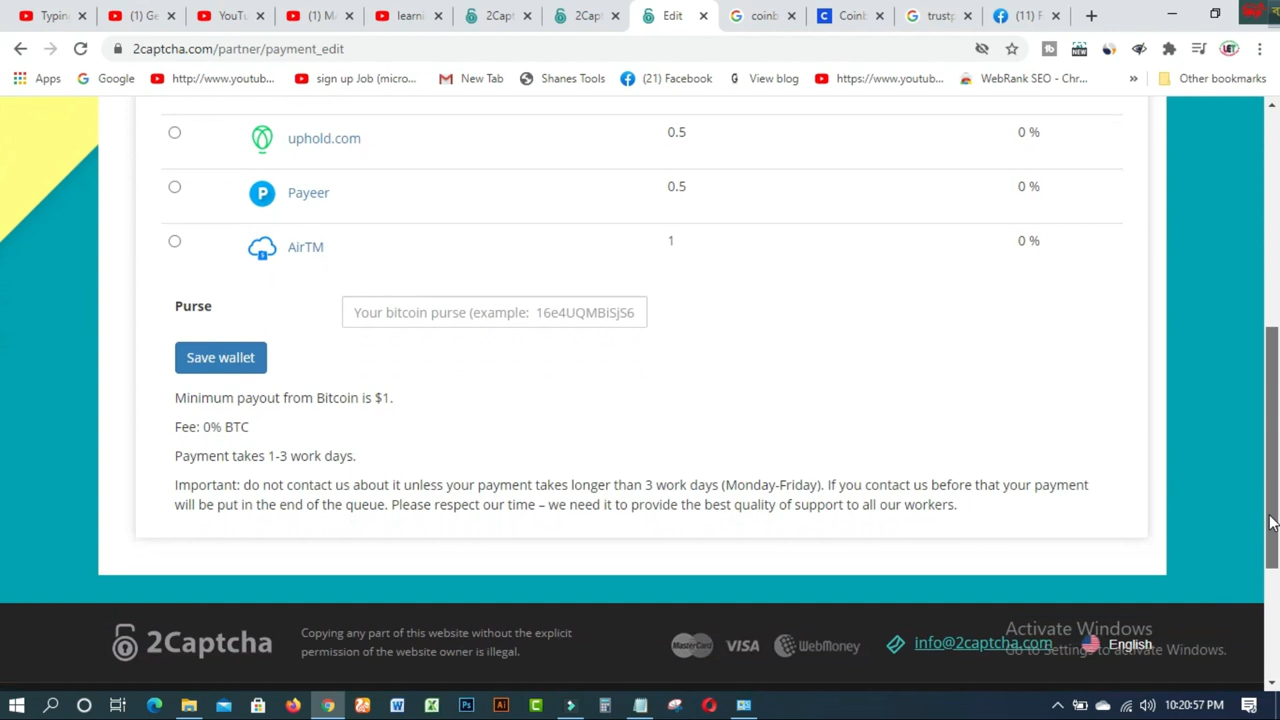 Typin
(1) Ge
YouTu
(1) M
learni
2Capt
2Capt
Edit
coinb
Coinb
trustp
(11) F
2captcha.com/partner/payment_edit
Apps
Google
http://www.youtub...
sign up Job (micro...
New Tab
Shanes Tools
(21) Facebook
View blog
https://www.youtub...
WebRank SEO - Chr...
»
Other bookmarks
uphold.com 0.5 0 %
Payeer 0.5 0 %
AirTM 1 0 %
Purse
Your bitcoin purse (example: 16e4UQMBiSjS6
Save wallet
Minimum payout from Bitcoin is $1.
Fee: 0% BTC
Payment takes 1-3 work days.
Important: do not contact us about it unless your payment takes longer than 3 work days (Monday-Friday). If you contact us before that your payment
will be put in the end of the queue. Please respect our time – we need it to provide the best quality of support to all our workers.
2Captcha
Copying any part of this website without the explicit
permission of the website owner is illegal.
MasterCard
VISA
WebMoney
info@2captcha.com
English
Activate Windows
Go to Settings to activate Windows.
10:20:57 PM